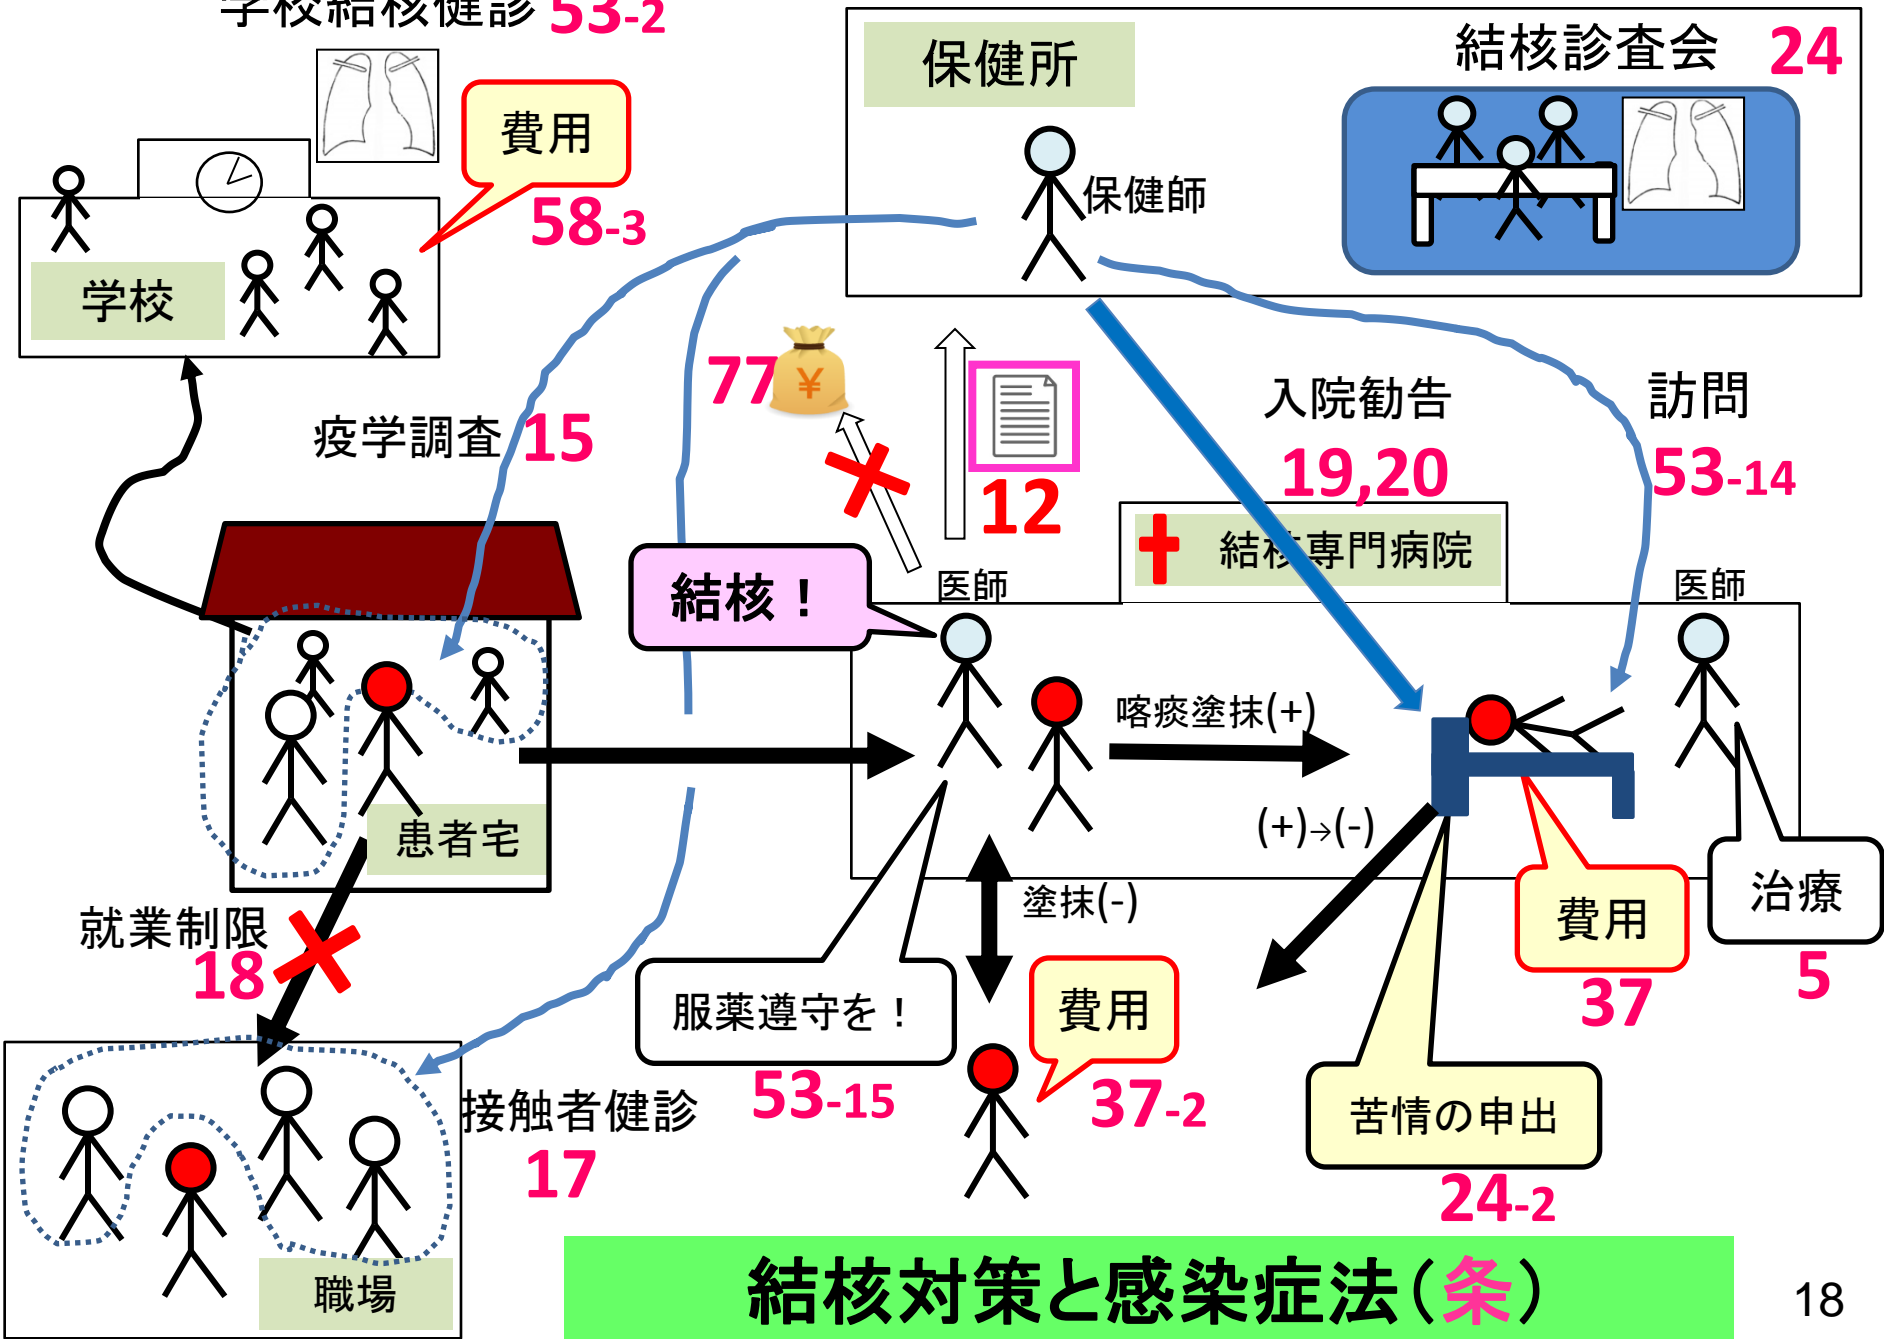 学校結核健診 53-2
費用
58-3
学校
保健所
結核診査会 24
保健師
77
¥
12
疫学調査 15
入院勧告
19,20
訪問
53-14
結核！
医師
結核専門病院
医師
喀痰塗抹(+)
(+)→(-)
患者宅
塗抹(-)
就業制限
18
服薬遵守を！
53-15
費用
37-2
費用
37
治療
5
苦情の申出
24-2
接触者健診
17
職場
結核対策と感染症法（条）
18